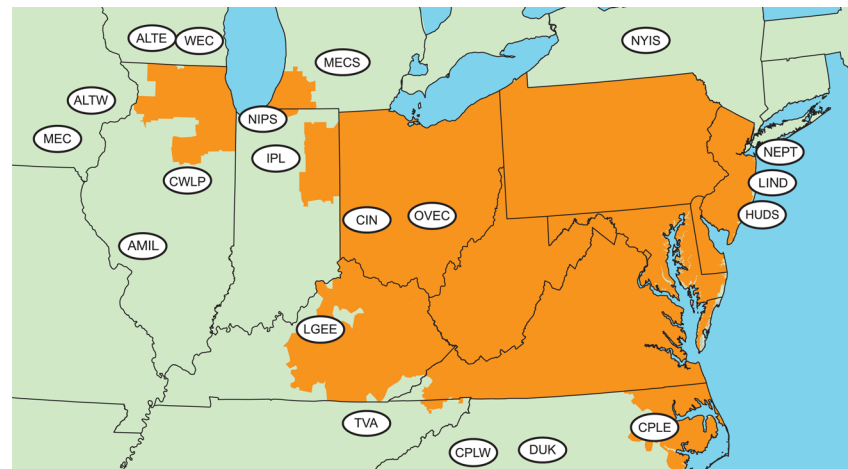 ALTE
WEC
NYIS
MECS
ALTW
NIPS
MEC
NEPT
IPL
CWLP
LIND
CIN
OVEC
HUDS
AMIL
LGEE
TVA
CPLE
CPLW
DUK